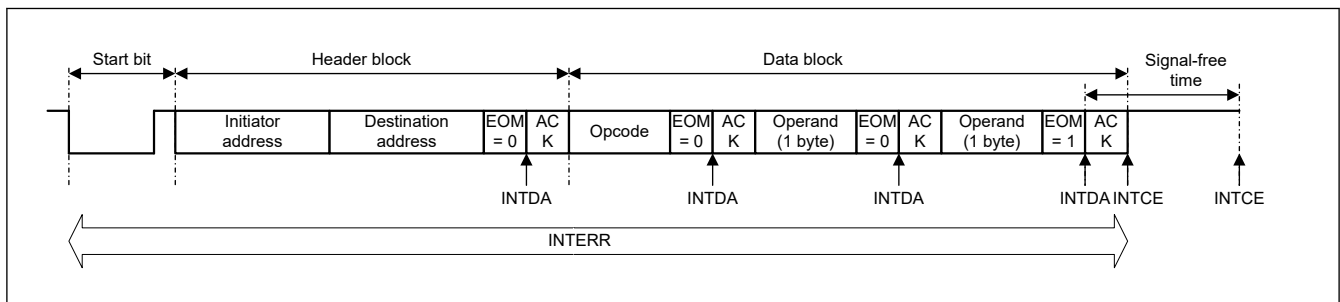 Start bit
Header block
Data block
Signal-free
time
Initiator
address
Destination
address
EOM
= 0
AC
K
Opcode
EOM
= 0
AC
K
Operand
(1 byte)
EOM
= 0
AC
K
Operand
(1 byte)
EOM
= 1
AC
K
INTDA
INTDA
INTDA
INTDA
INTCE
INTCE
INTERR